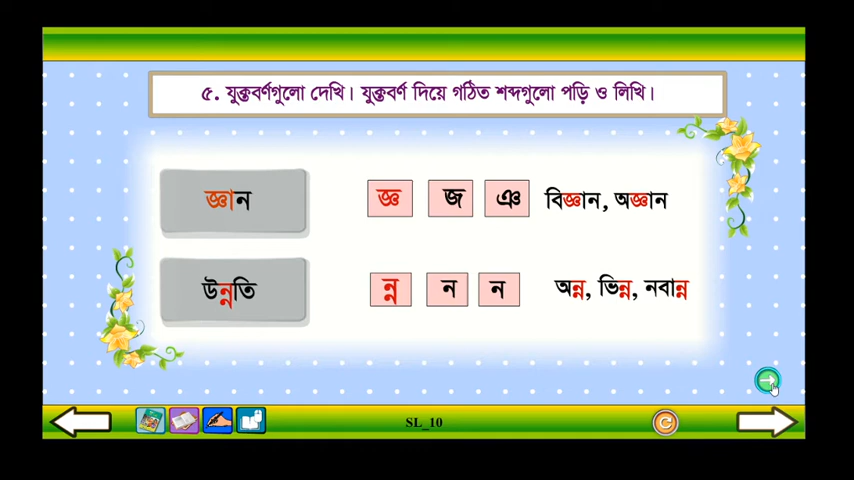 ৫. যুক্তবর্ণগুলো দেখি। যুক্তবর্ণ দিয়ে গঠিত শব্দগুলো পড়ি ও লিখি।
জ্ঞান জ্ঞ জ ঞ বিজ্ঞান, অজ্ঞান
উন্নতি ন্ন ন ন অন্ন, ভিন্ন, নবান্ন
SL_10